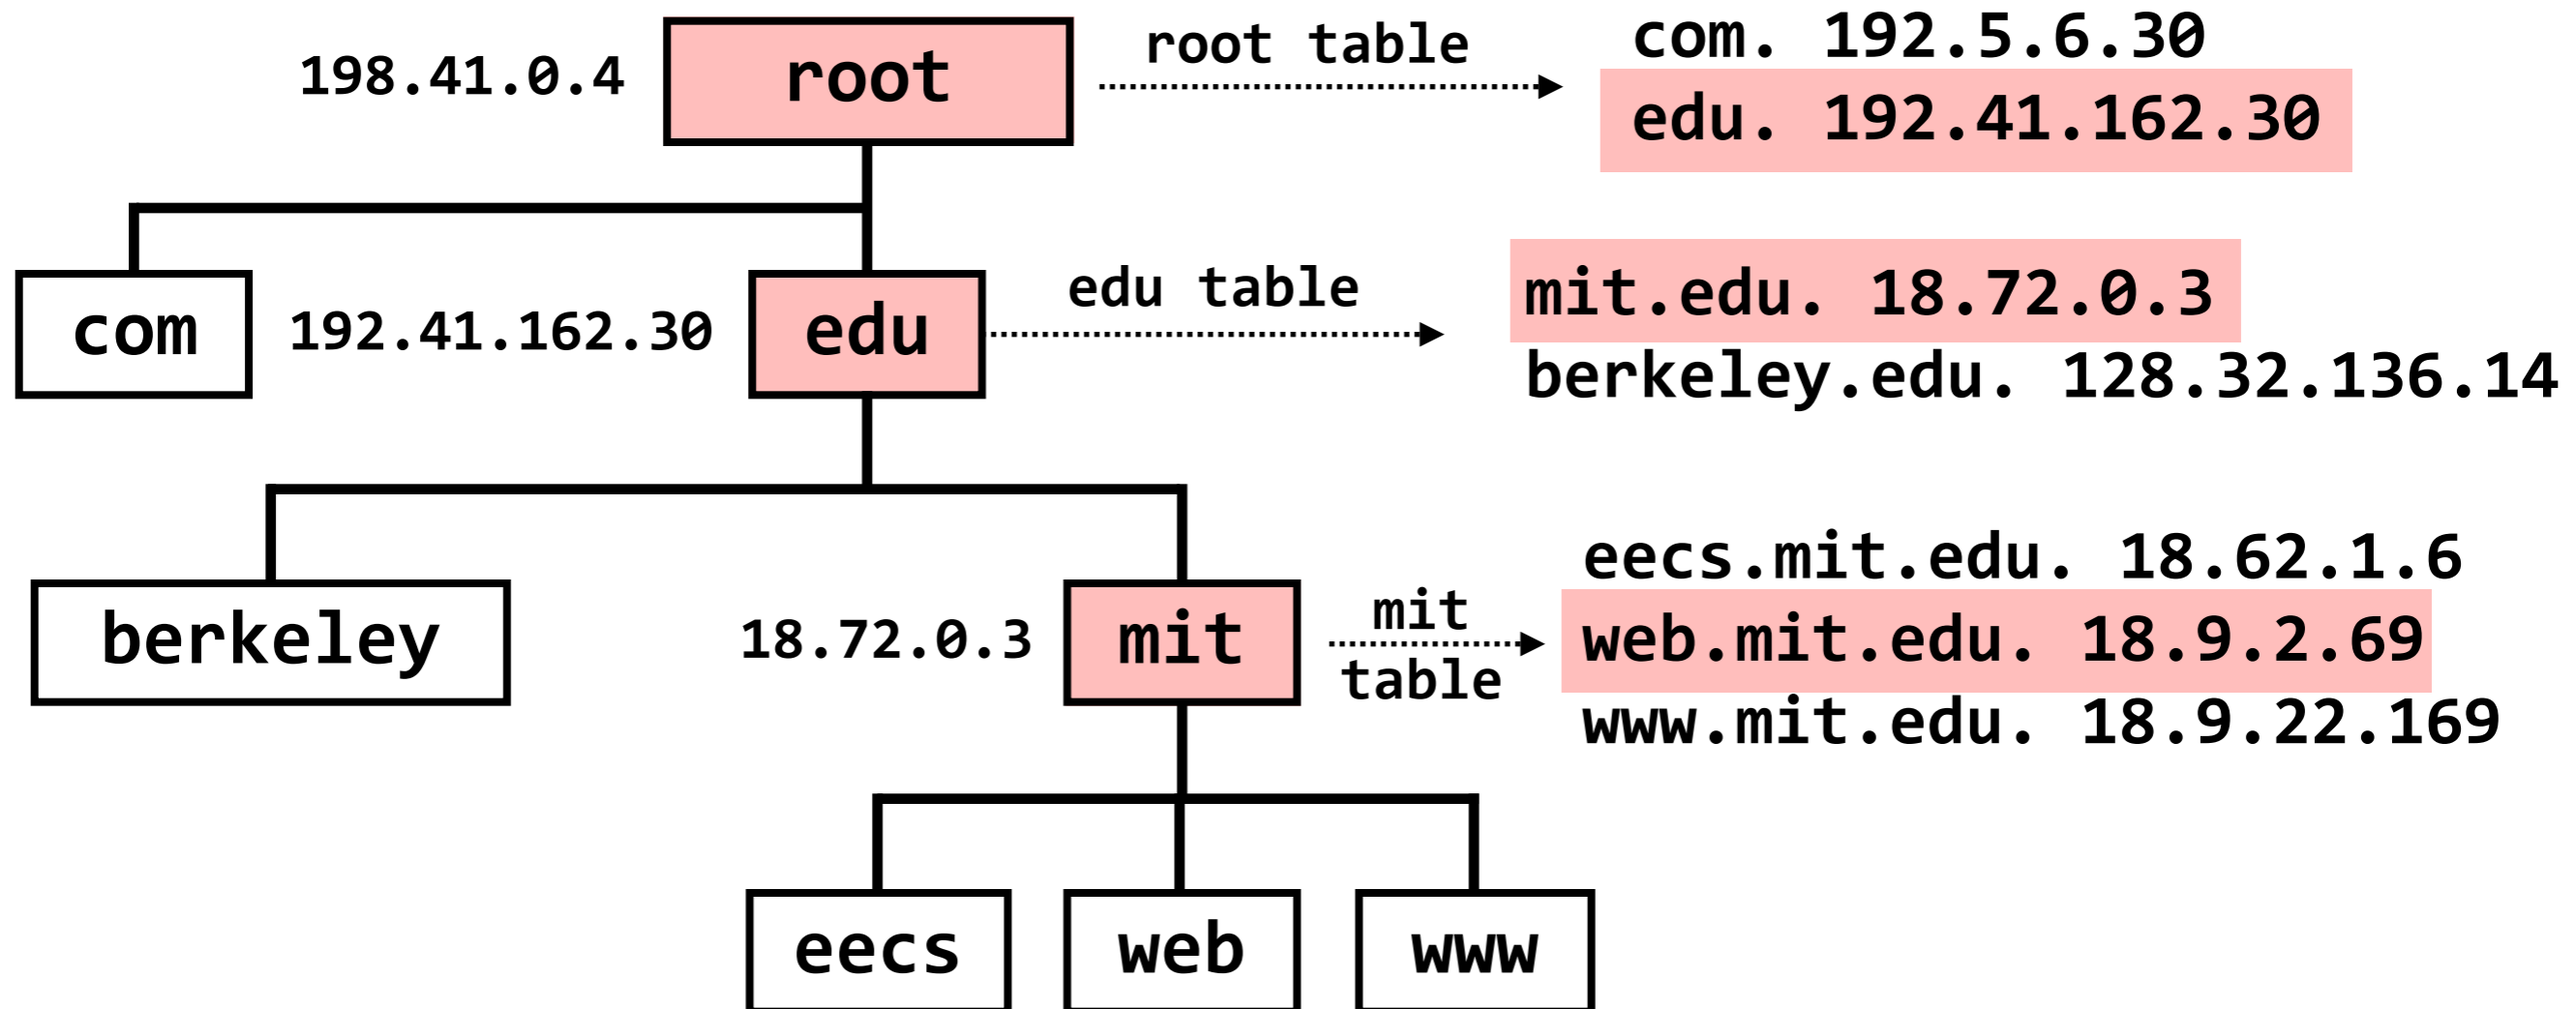 198.41.0.4
root
root table
com. 192.5.6.30
edu. 192.41.162.30
com
192.41.162.30
edu
edu table
mit.edu. 18.72.0.3
berkeley.edu. 128.32.136.14
berkeley
18.72.0.3
mit
mit
table
eecs.mit.edu. 18.62.1.6
web.mit.edu. 18.9.2.69
www.mit.edu. 18.9.22.169
eecs
web
www